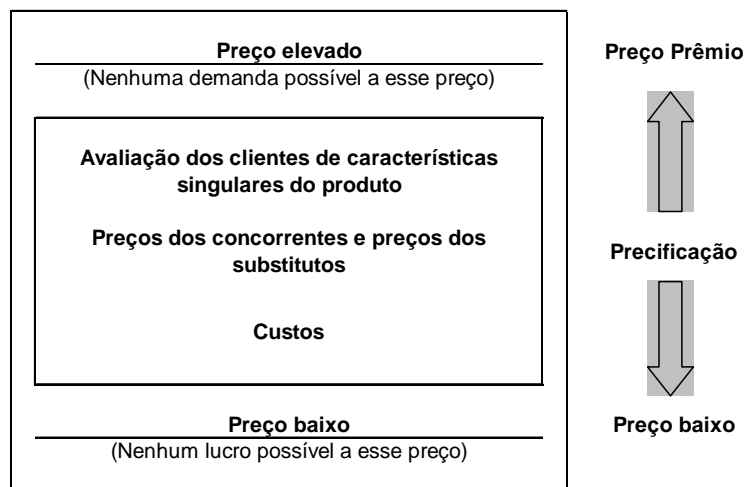 Preço elevado
(Nenhuma demanda possível a esse preço)
Avaliação dos clientes de características
singulares do produto
Preços dos concorrentes e preços dos
substitutos
Custos
Preço baixo
(Nenhum lucro possível a esse preço)
Preço Prêmio
Precificação
Preço baixo